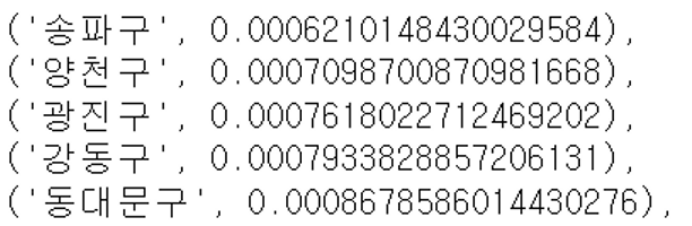 ('송파구', 0.0006210148430029584),
('양천구', 0.0007098700870981668),
('광진구', 0.0007618022712469202),
('강동구', 0.0007933828857206131),
('동대문구', 0.0008678586014430276),